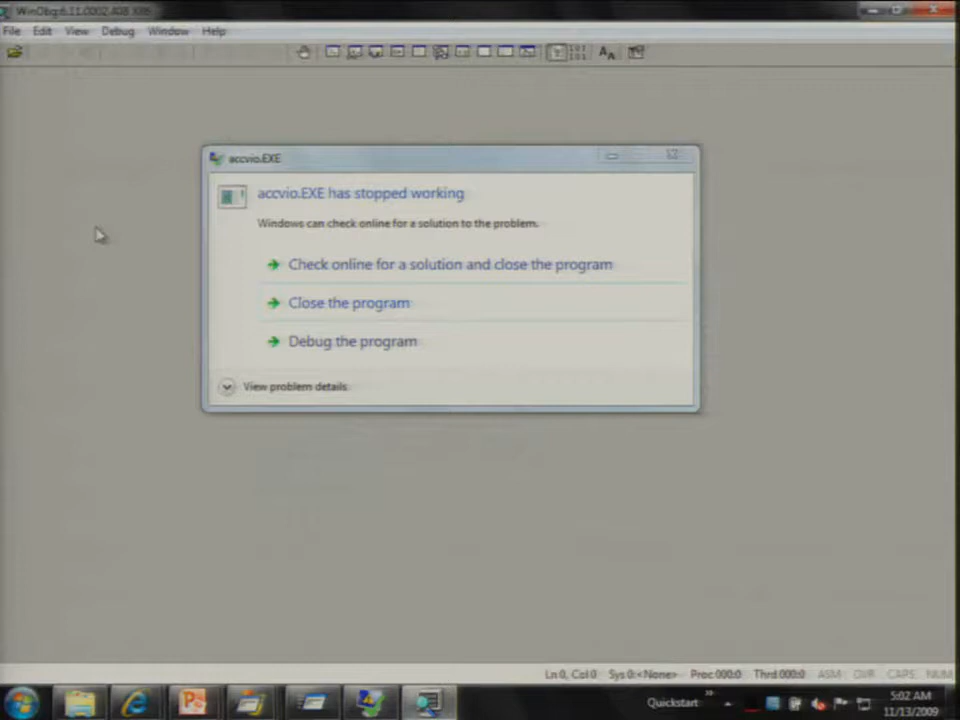 WinDbg:6.11.0002.408 X86
File Edit View Debug Window Help
accvio.EXE
accvio.EXE has stopped working
Windows can check online for a solution to the problem.
Check online for a solution and close the program
Close the program
Debug the program
View problem details
Ln 0, Col 0 Sys 0:<None> Proc 000:0 Thrd 000:0 ASM OVR CAPS NUM
Quickstart
5:02 AM
11/13/2009